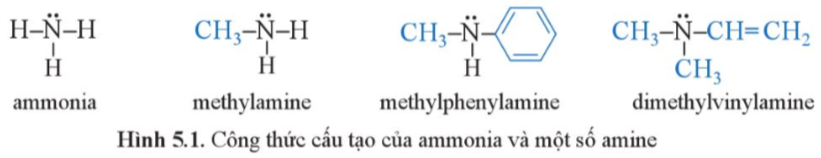 H–N̈–H
H
CH₃–N̈–H
H
CH₃–N̈–
H
CH₃–N̈–CH=CH₂
CH₃
ammonia
methylamine
methylphenylamine
dimethylvinylamine
Hình 5.1. Công thức cấu tạo của ammonia và một số amine